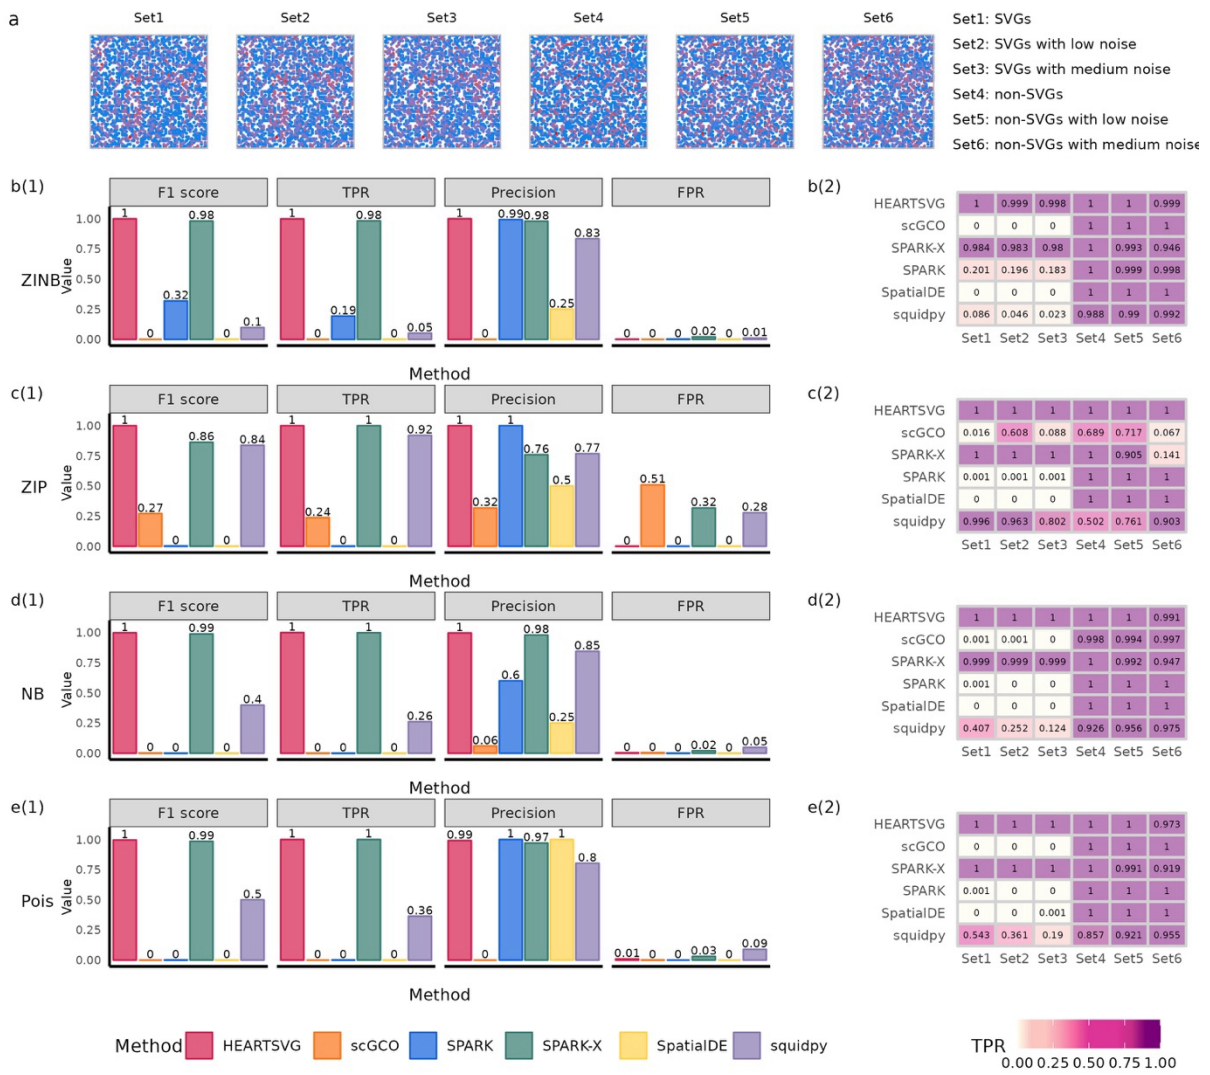 a
Set1 Set2 Set3 Set4 Set5 Set6
Set1: SVGs
Set2: SVGs with low noise
Set3: SVGs with medium noise
Set4: non-SVGs
Set5: non-SVGs with low noise
Set6: non-SVGs with medium noise
b(1)
F1 score TPR Precision FPR
ZINB
Value
1.00
0.75
0.50
0.25
0.00
1 0 0.32 0.98 0 0.1
1 0 0.19 0.98 0 0.05
1 0 0.99 0.98 0.25 0.83
0 0 0 0.02 0 0.01
Method
b(2)
HEARTSVG 1 0.999 0.998 1 1 0.999
scGCO 0 0 0 1 1 1
SPARK-X 0.984 0.983 0.98 1 0.993 0.946
SPARK 0.201 0.196 0.183 1 0.999 0.998
SpatialDE 0 0 0 1 1 1
squidpy 0.086 0.046 0.023 0.988 0.99 0.992
Set1 Set2 Set3 Set4 Set5 Set6
c(1)
F1 score TPR Precision FPR
ZIP
Value
1.00
0.75
0.50
0.25
0.00
1 0.27 0 0.86 0 0.84
1 0.24 0 1 0 0.92
1 0.32 1 0.76 0.5 0.77
0 0.51 0 0.32 0 0.28
Method
c(2)
HEARTSVG 1 1 1 1 1 1
scGCO 0.016 0.608 0.088 0.689 0.717 0.067
SPARK-X 1 1 1 1 0.905 0.141
SPARK 0.001 0.001 0.001 1 1 1
SpatialDE 0 0 0 1 1 1
squidpy 0.996 0.963 0.802 0.502 0.761 0.903
Set1 Set2 Set3 Set4 Set5 Set6
d(1)
F1 score TPR Precision FPR
NB
Value
1.00
0.75
0.50
0.25
0.00
1 0 0 0.99 0 0.4
1 0 0 1 0 0.26
1 0.06 0.6 0.98 0.25 0.85
0 0 0 0.02 0 0.05
Method
d(2)
HEARTSVG 1 1 1 1 1 0.991
scGCO 0.001 0.001 0 0.998 0.994 0.997
SPARK-X 0.999 0.999 0.999 1 0.992 0.947
SPARK 0.001 0 0 1 1 1
SpatialDE 0 0 0 1 1 1
squidpy 0.407 0.252 0.124 0.926 0.956 0.975
Set1 Set2 Set3 Set4 Set5 Set6
e(1)
F1 score TPR Precision FPR
Pois
Value
1.00
0.75
0.50
0.25
0.00
1 0 0 0.99 0 0.5
1 0 0 1 0 0.36
0.99 0 1 0.97 1 0.8
0.01 0 0 0.03 0 0.09
Method
e(2)
HEARTSVG 1 1 1 1 1 0.973
scGCO 0 0 0 1 1 1
SPARK-X 1 1 1 1 0.991 0.919
SPARK 0.001 0 0 1 1 1
SpatialDE 0 0 0.001 1 1 1
squidpy 0.543 0.361 0.19 0.857 0.921 0.955
Set1 Set2 Set3 Set4 Set5 Set6
Method HEARTSVG scGCO SPARK SPARK-X SpatialDE squidpy
TPR
0.00 0.25 0.50 0.75 1.00